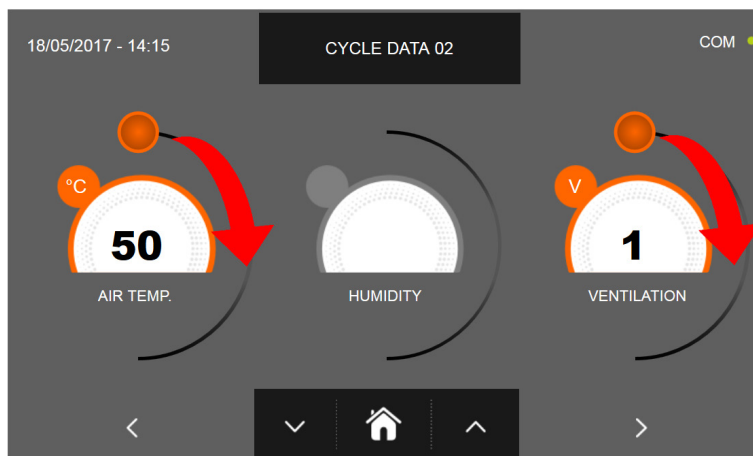 18/05/2017 - 14:15
CYCLE DATA 02
COM
°C
50
AIR TEMP.
HUMIDITY
V
1
VENTILATION